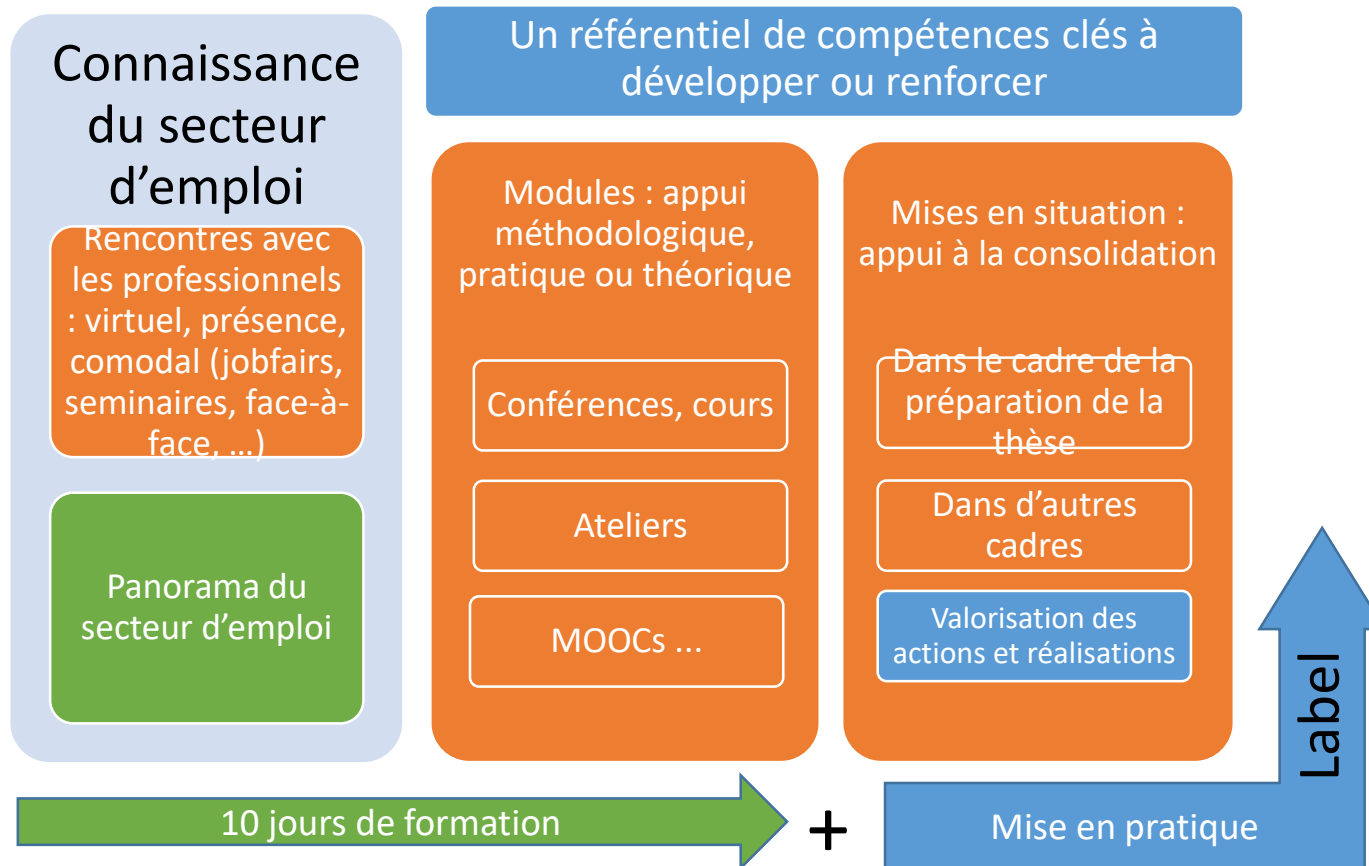 Connaissance
du secteur
d’emploi
Rencontres avec
les professionnels
: virtuel, présence,
comodal (jobfairs,
seminaires, face-à-
face, ...)
Panorama du
secteur d’emploi
Un référentiel de compétences clés à
développer ou renforcer
Modules : appui
méthodologique,
pratique ou théorique
Conférences, cours
Ateliers
MOOCs ...
Mises en situation :
appui à la consolidation
Dans le cadre de la
préparation de la
thèse
Dans d’autres
cadres
Valorisation des
actions et réalisations
10 jours de formation
+
Mise en pratique
Label